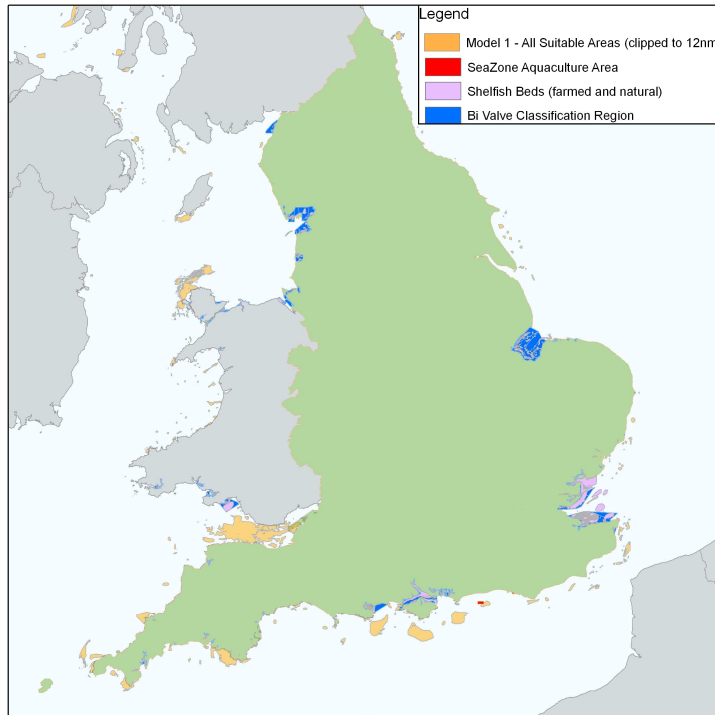 Legend
Model 1 - All Suitable Areas (clipped to 12nm
SeaZone Aquaculture Area
Shelfish Beds (farmed and natural)
Bi Valve Classification Region